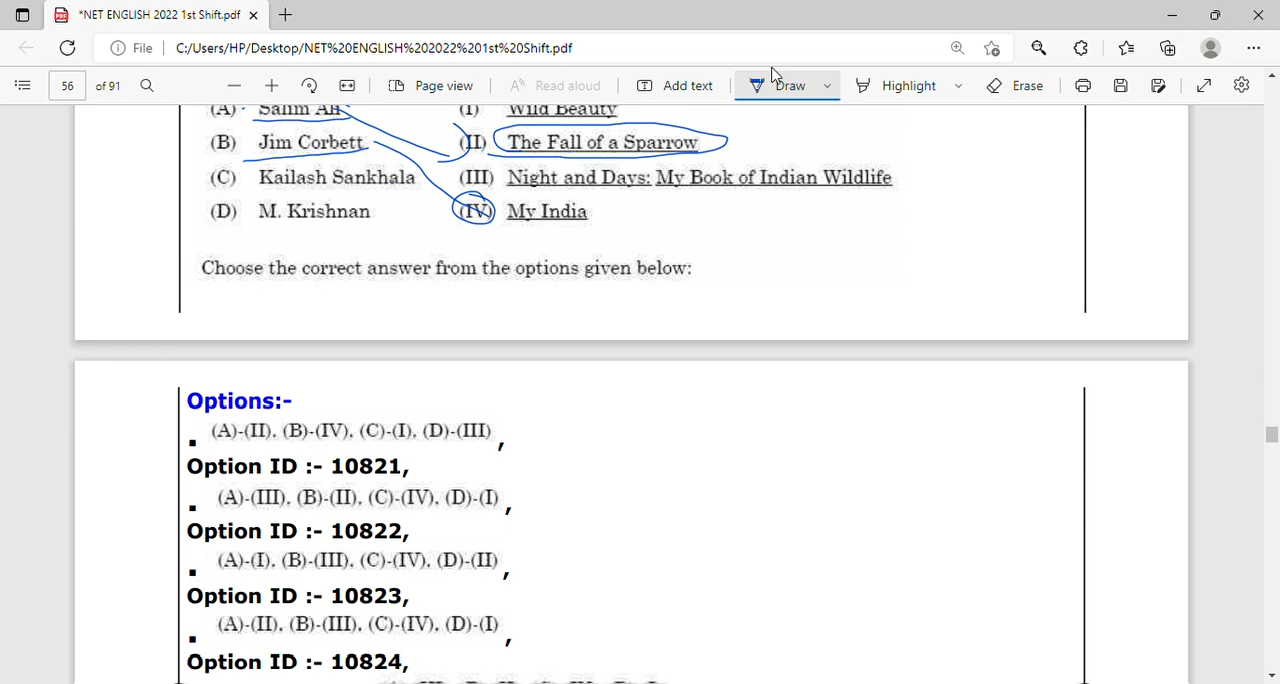 *NET ENGLISH 2022 1st Shift.pdf
File C:/Users/HP/Desktop/NET%20ENGLISH%202022%201st%20Shift.pdf
56 of 91 Page view Read aloud Add text Draw Highlight Erase
(A) Salim Ali (I) Wild Beauty
(B) Jim Corbett (II) The Fall of a Sparrow
(C) Kailash Sankhala (III) Night and Days: My Book of Indian Wildlife
(D) M. Krishnan (IV) My India
Choose the correct answer from the options given below:
Options:-
(A)-(II), (B)-(IV), (C)-(I), (D)-(III) ,
Option ID :- 10821,
(A)-(III), (B)-(II), (C)-(IV), (D)-(I) ,
Option ID :- 10822,
(A)-(I), (B)-(III), (C)-(IV), (D)-(II) ,
Option ID :- 10823,
(A)-(II), (B)-(III), (C)-(IV), (D)-(I) ,
Option ID :- 10824,